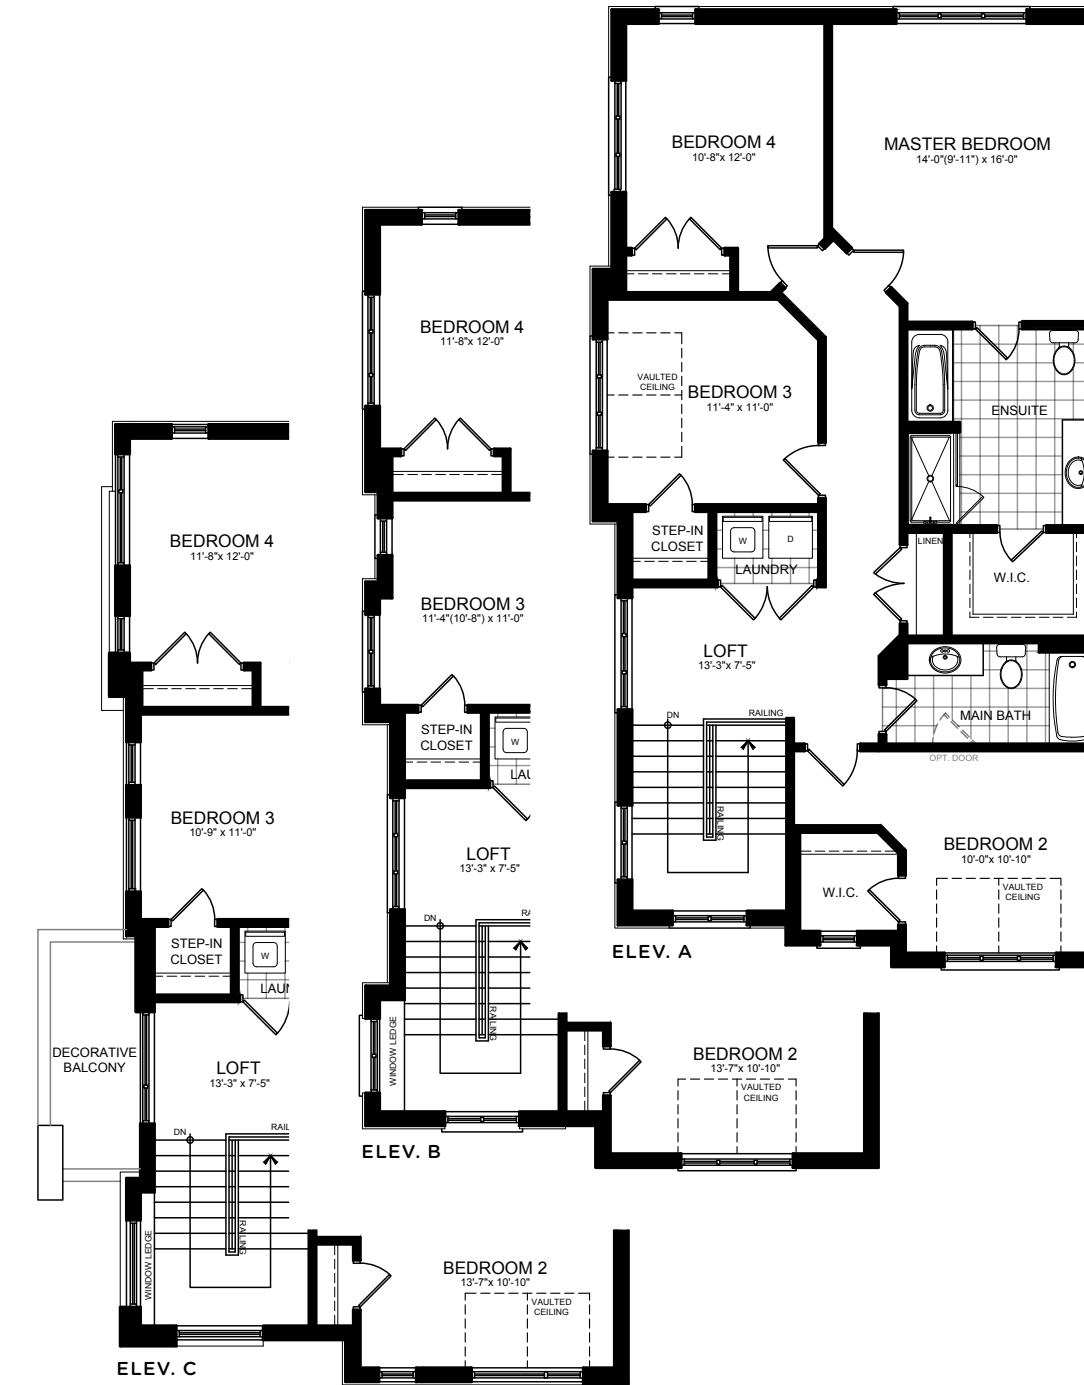 BEDROOM 4
10'-8"x 12'-0"
MASTER BEDROOM
14'-0"(9'-11") x 16'-0"
VAULTED
CEILING
BEDROOM 3
11'-4" x 11'-0"
ENSUITE
STEP-IN
CLOSET
W
D
LAUNDRY
LINEN
W.I.C.
LOFT
13'-3"x 7'-5"
DN
RAILING
RAILING
MAIN BATH
OPT. DOOR
BEDROOM 2
10'-0"x 10'-10"
W.I.C.
VAULTED
CEILING
ELEV. A
BEDROOM 4
11'-8"x 12'-0"
BEDROOM 3
11'-4"(10'-8") x 11'-0"
STEP-IN
CLOSET
W
LAU
LOFT
13'-3" x 7'-5"
DN
RA
RAILING
WINDOW LEDGE
BEDROOM 2
13'-7"x 10'-10"
VAULTED
CEILING
ELEV. B
BEDROOM 4
11'-8"x 12'-0"
BEDROOM 3
10'-9" x 11'-0"
STEP-IN
CLOSET
W
LAUN
DECORATIVE
BALCONY
LOFT
13'-3" x 7'-5"
DN
RAIL
RAILING
WINDOW LEDGE
BEDROOM 2
13'-7"x 10'-10"
VAULTED
CEILING
ELEV. C